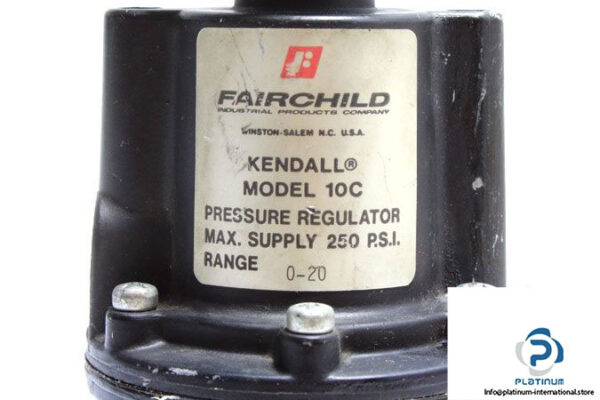 FAIRCHILD
INDUSTRIAL PRODUCTS COMPANY
WINSTON-SALEM N.C. U.S.A.
KENDALL®
MODEL 10C
PRESSURE REGULATOR
MAX. SUPPLY 250 P.S.I.
RANGE 0-20
PLATINUM
Info@platinum-international.store